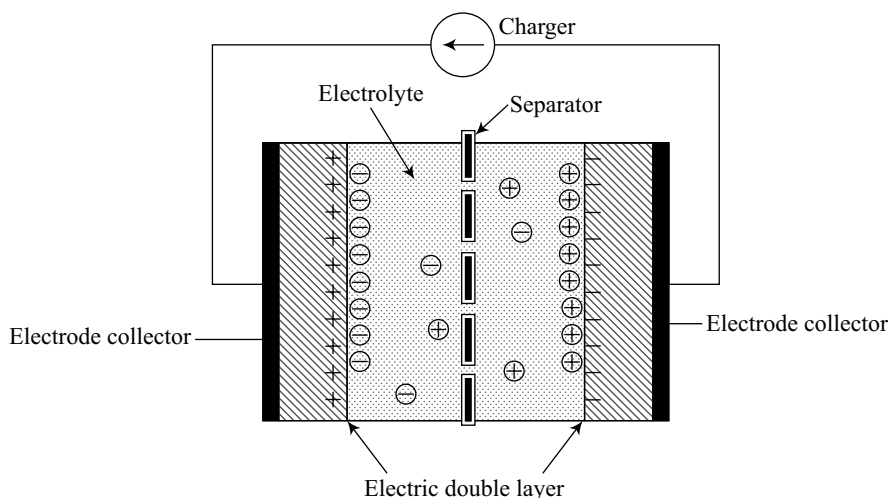 Charger
Electrolyte
Separator
Electrode collector
Electrode collector
Electric double layer